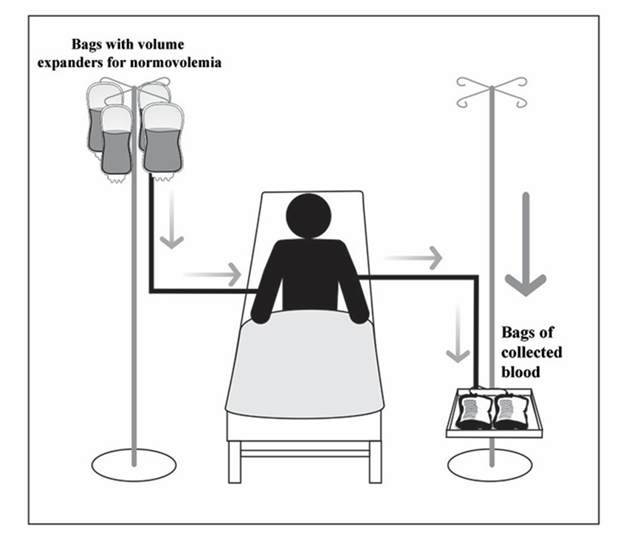 Bags with volume
expanders for normovolemia
Bags of
collected
blood